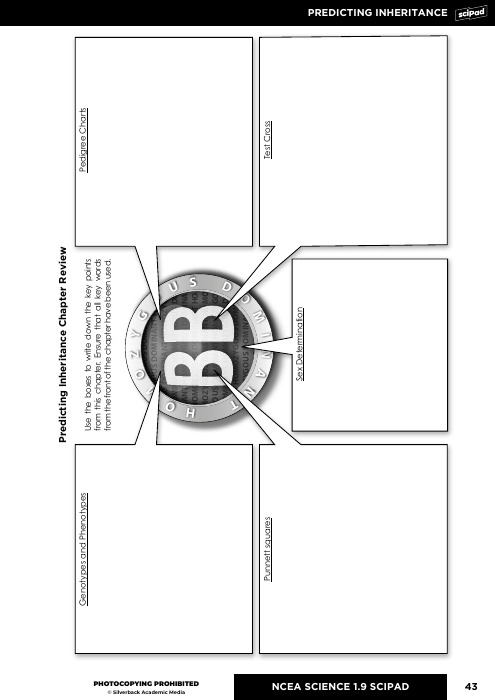 PREDICTING INHERITANCE
scipad
Predicting Inheritance Chapter Review
Use the boxes to write down the key points
from this chapter. Ensure that all key words
from the front of the chapter have been used.
Genotypes and Phenotypes
Pedigree Charts
HOMOZYGOUS DOMINANT
BB
Punnett squares
Sex Determination
Test Cross
PHOTOCOPYING PROHIBITED
© Silverback Academic Media
NCEA SCIENCE 1.9 SCIPAD
43